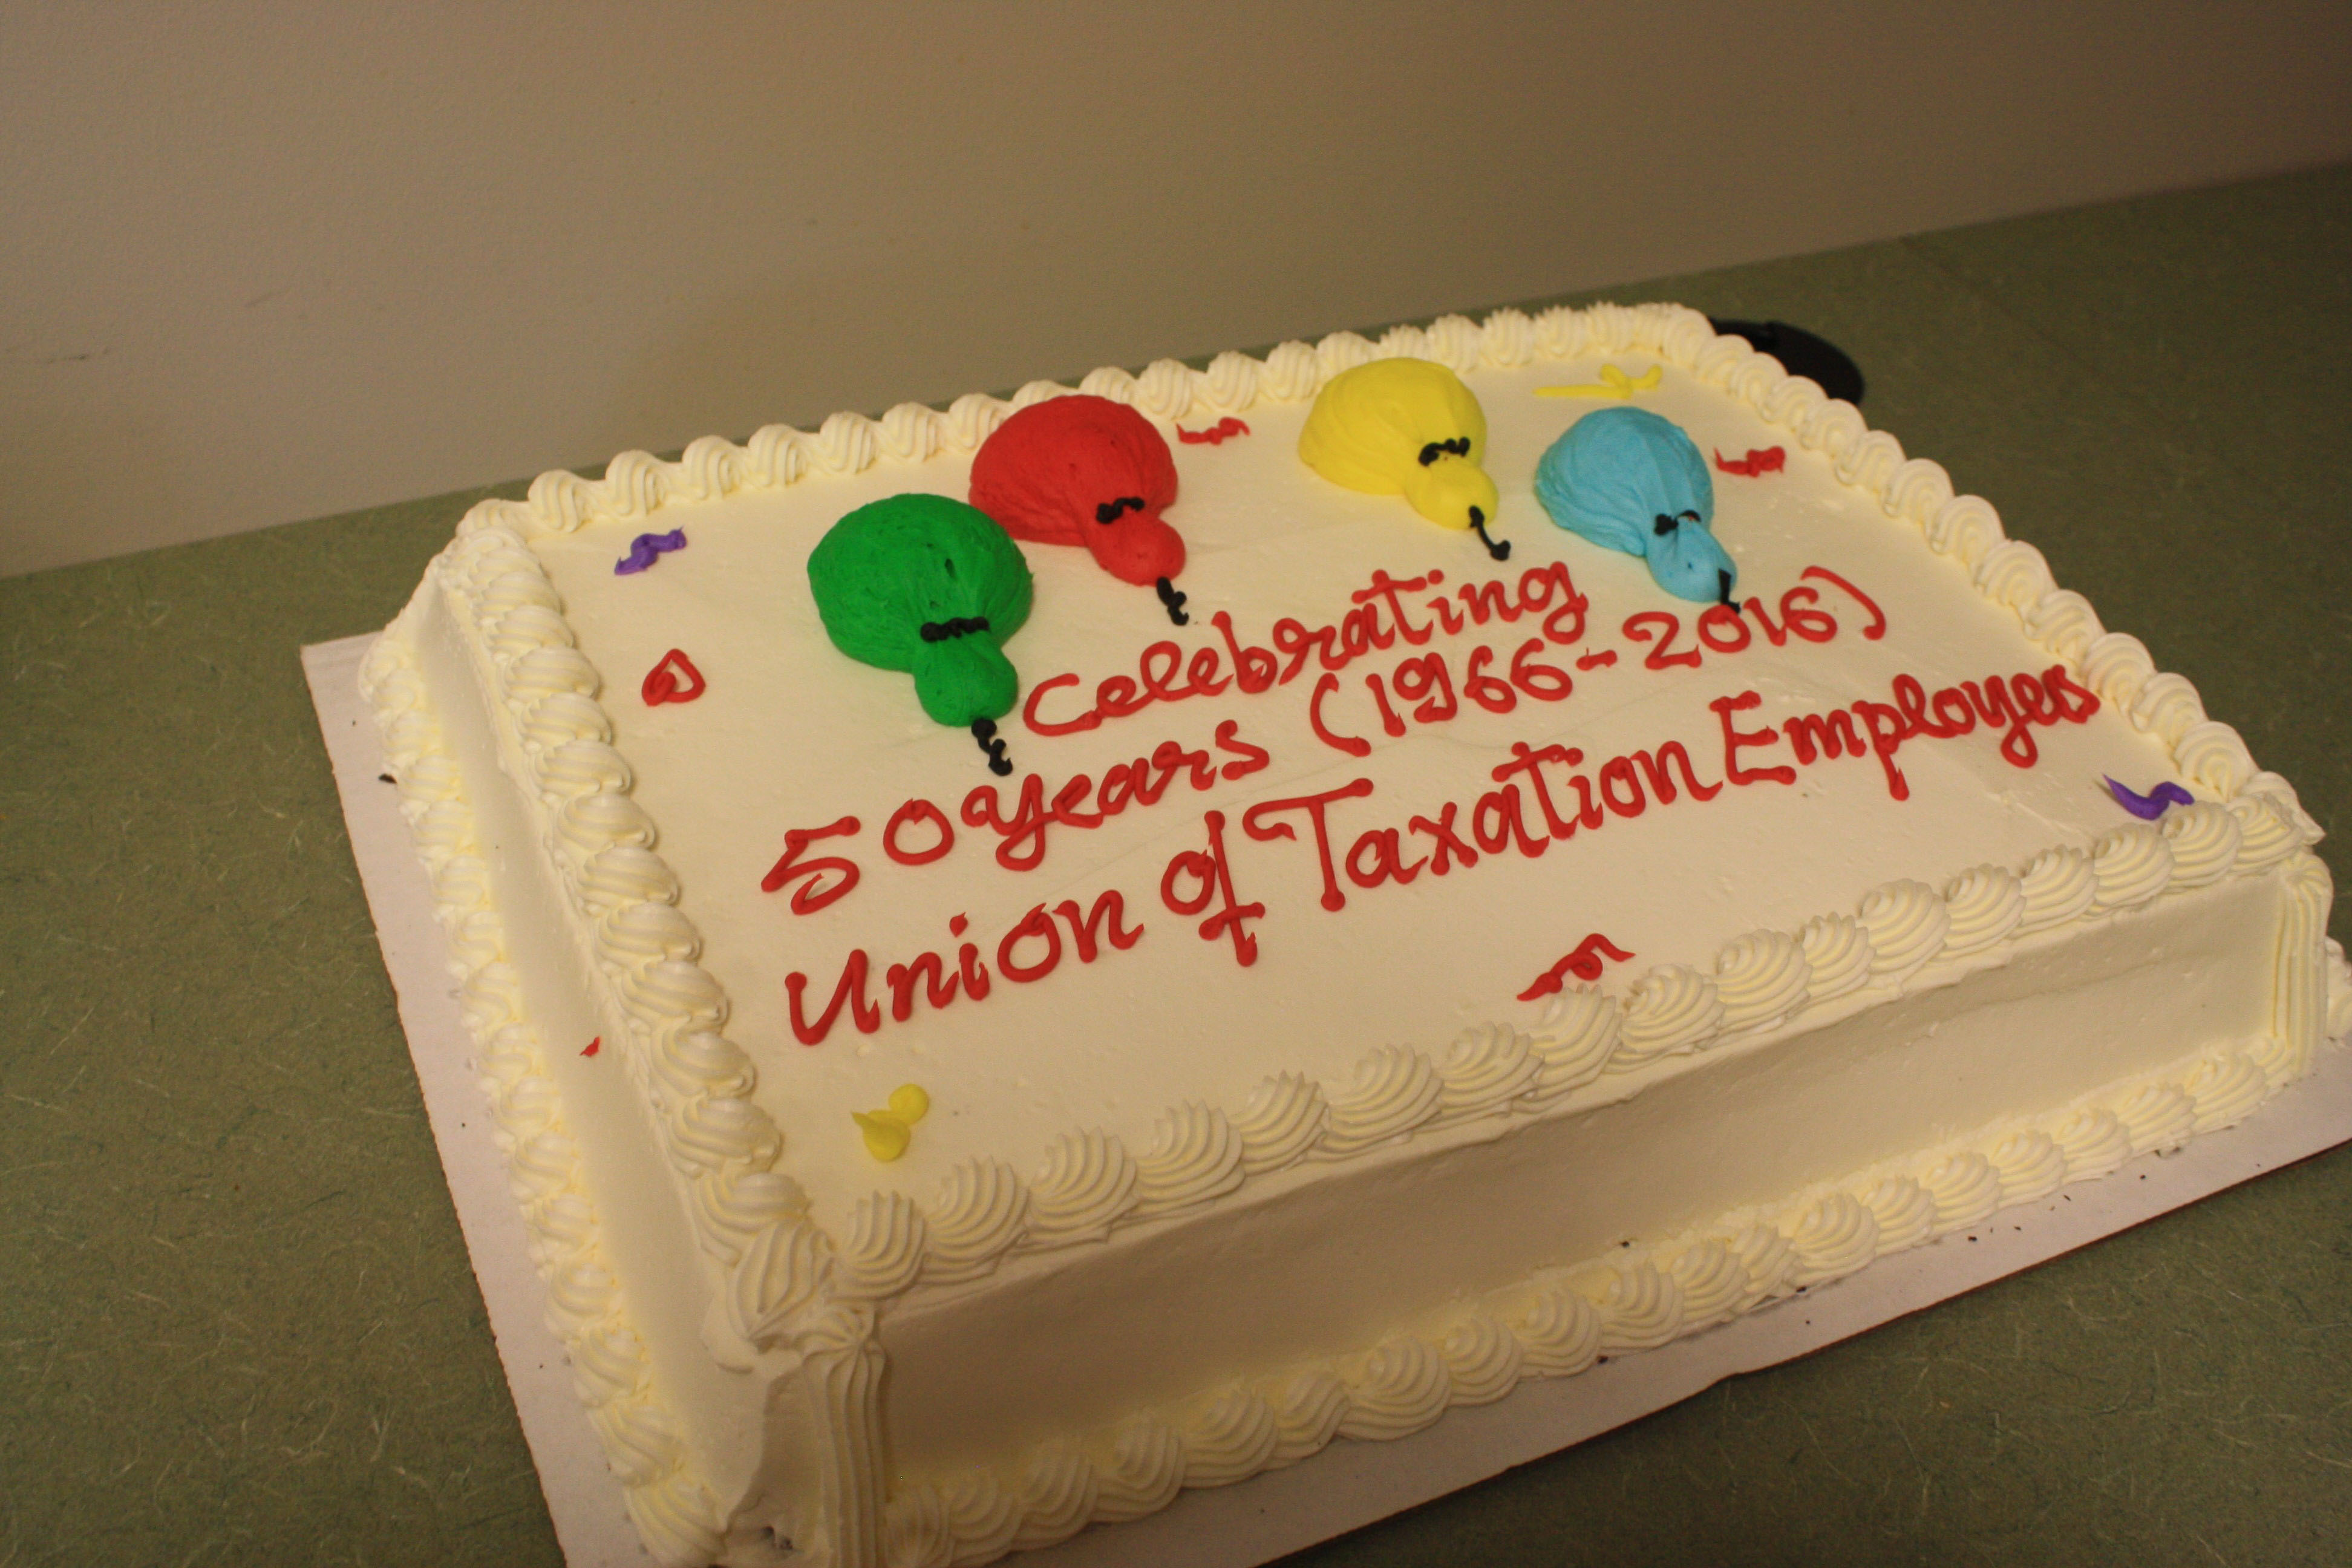 Celebrating
50 years (1966-2016)
Union of Taxation Employees